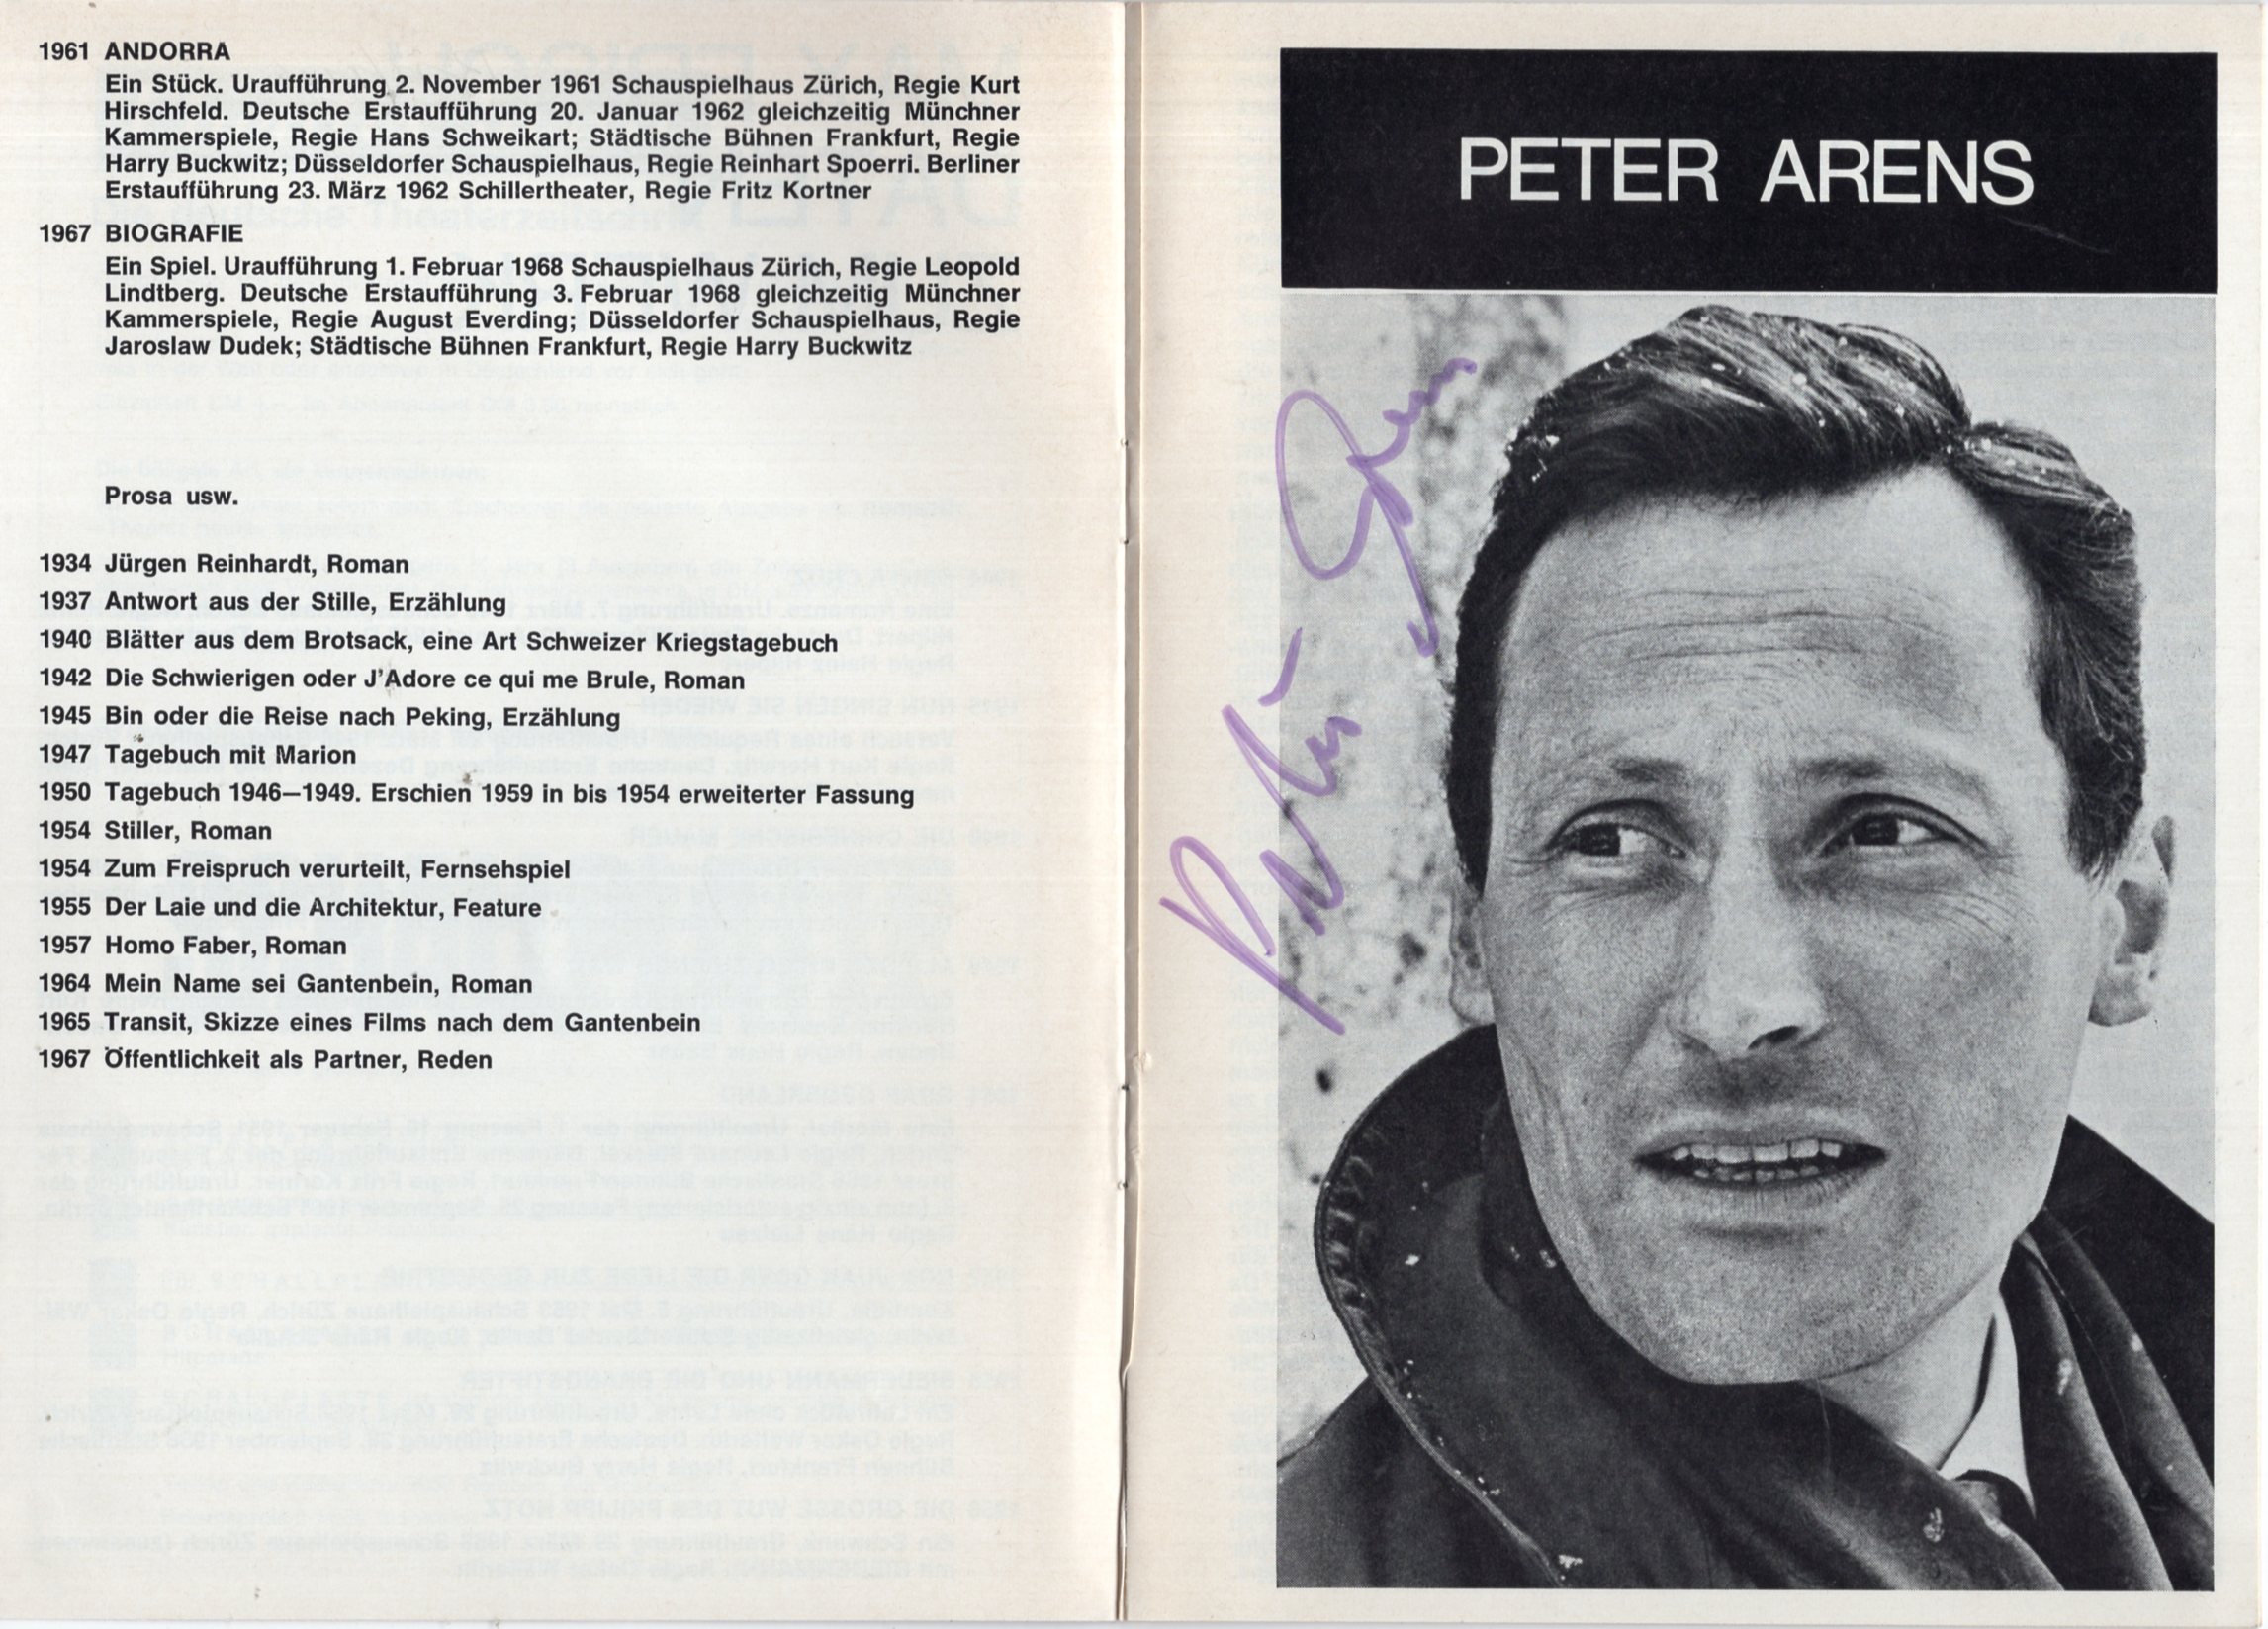 1961 ANDORRA
Ein Stück. Uraufführung 2. November 1961 Schauspielhaus Zürich, Regie Kurt
Hirschfeld. Deutsche Erstaufführung 20. Januar 1962 gleichzeitig Münchner
Kammerspiele, Regie Hans Schweikart; Städtische Bühnen Frankfurt, Regie
Harry Buckwitz; Düsseldorfer Schauspielhaus, Regie Reinhart Spoerri. Berliner
Erstaufführung 23. März 1962 Schillertheater, Regie Fritz Kortner
1967 BIOGRAFIE
Ein Spiel. Uraufführung 1. Februar 1968 Schauspielhaus Zürich, Regie Leopold
Lindtberg. Deutsche Erstaufführung 3. Februar 1968 gleichzeitig Münchner
Kammerspiele, Regie August Everding; Düsseldorfer Schauspielhaus, Regie
Jaroslaw Dudek; Städtische Bühnen Frankfurt, Regie Harry Buckwitz
Prosa usw.
1934 Jürgen Reinhardt, Roman
1937 Antwort aus der Stille, Erzählung
1940 Blätter aus dem Brotsack, eine Art Schweizer Kriegstagebuch
1942 Die Schwierigen oder J'Adore ce qui me Brule, Roman
1945 Bin oder die Reise nach Peking, Erzählung
1947 Tagebuch mit Marion
1950 Tagebuch 1946—1949. Erschien 1959 in bis 1954 erweiterter Fassung
1954 Stiller, Roman
1954 Zum Freispruch verurteilt, Fernsehspiel
1955 Der Laie und die Architektur, Feature
1957 Homo Faber, Roman
1964 Mein Name sei Gantenbein, Roman
1965 Transit, Skizze eines Films nach dem Gantenbein
1967 Öffentlichkeit als Partner, Reden
PETER ARENS
Peter Arens